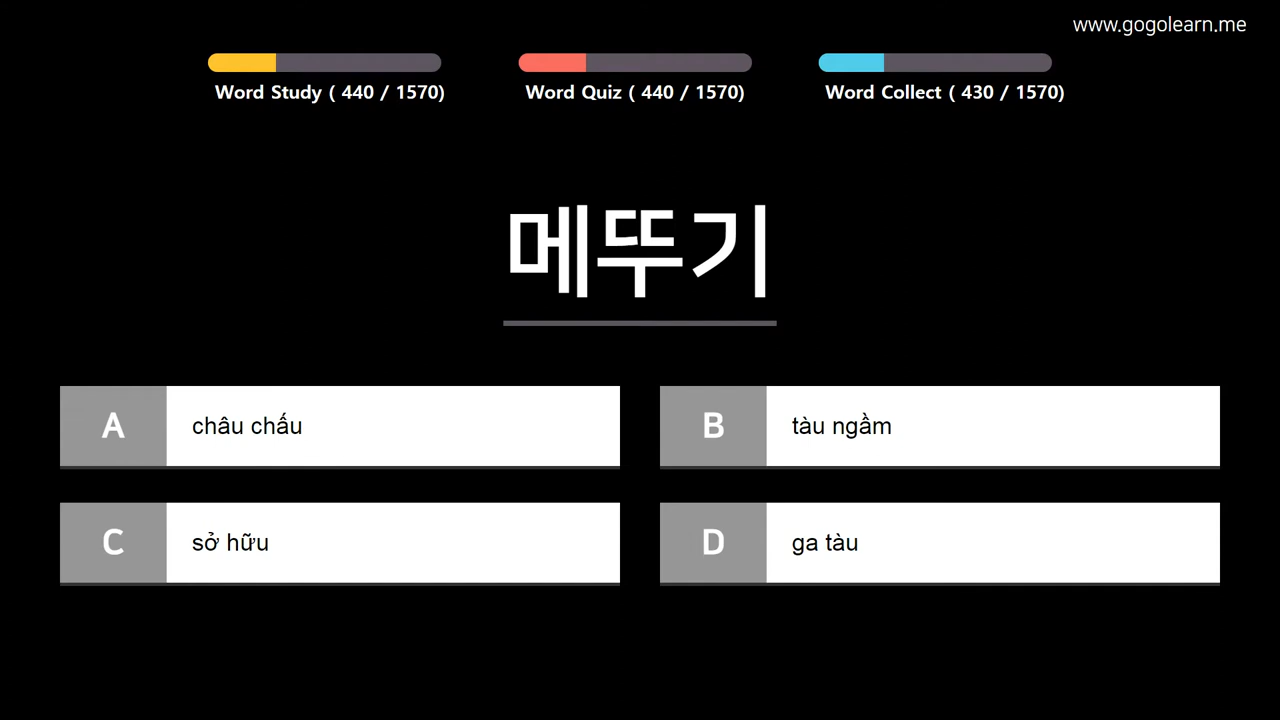 www.gogolearn.me
Word Study ( 440 / 1570)
Word Quiz ( 440 / 1570)
Word Collect ( 430 / 1570)
메뚜기
A châu chấu
B tàu ngầm
C sở hữu
D ga tàu